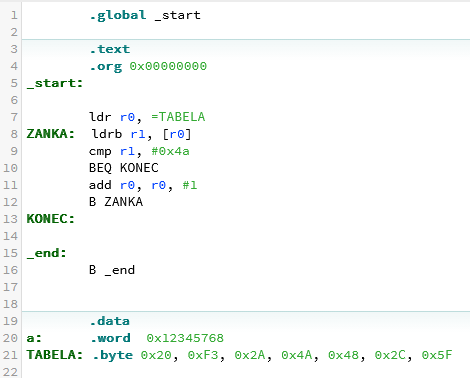 1 .global _start
2
3 .text
4 .org 0x00000000
5 _start:
6
7 ldr r0, =TABELA
8 ZANKA: ldrb r1, [r0]
9 cmp r1, #0x4a
10 BEQ KONEC
11 add r0, r0, #1
12 B ZANKA
13 KONEC:
14
15 _end:
16 B _end
17
18
19 .data
20 a: .word 0x12345768
21 TABELA: .byte 0x20, 0xF3, 0x2A, 0x4A, 0x48, 0x2C, 0x5F
22